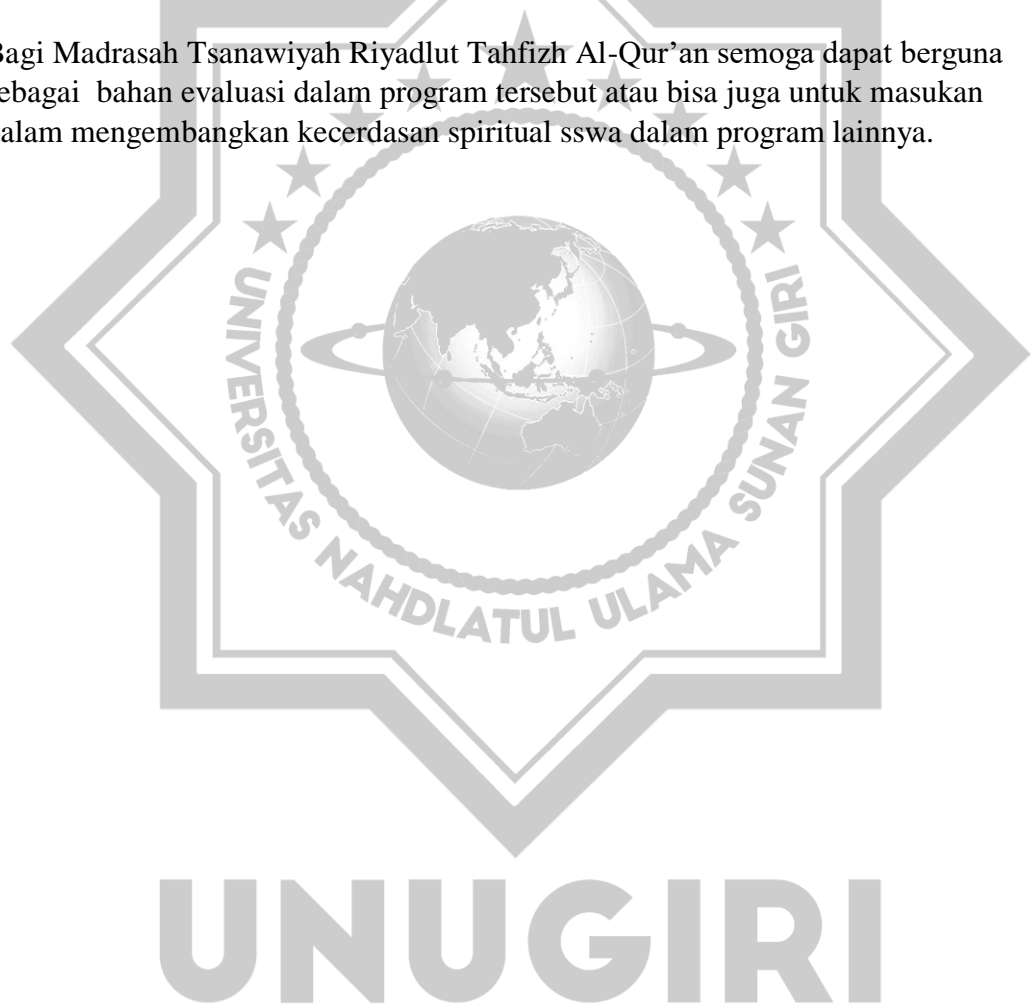 Bagi Madrasah Tsanawiyah Riyadlut Tahfizh Al-Qur’an semoga dapat berguna
sebagai  bahan evaluasi dalam program tersebut atau bisa juga untuk masukan
dalam mengembangkan kecerdasan spiritual sswa dalam program lainnya.
UNIVERSITAS NAHDLATUL ULAMA SUNAN GIRI
UNUGIRI